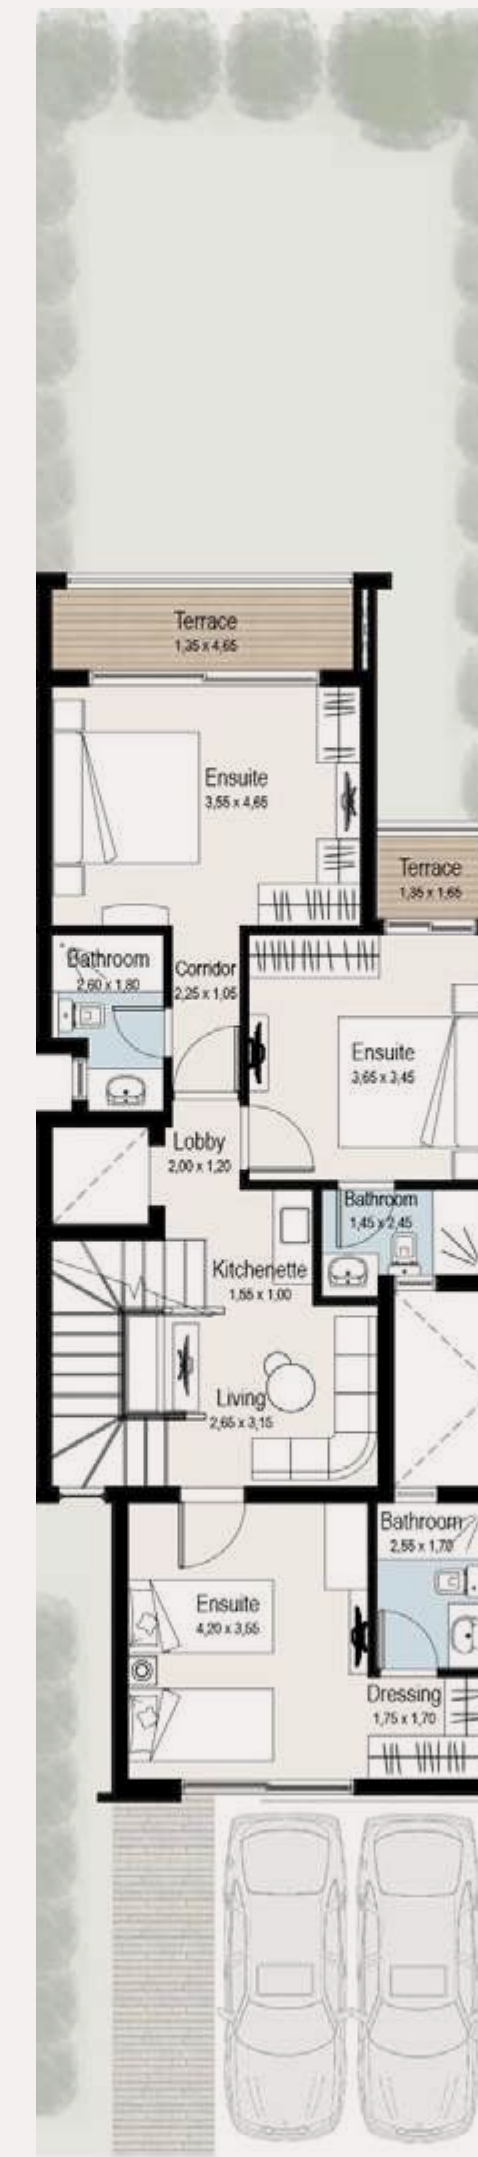 Terrace
1,35 x 4,65
Ensuite
3,55 x 4,65
Terrace
1,35 x 1,65
Bathroom
2,60 x 1,80
Corridor
2,25 x 1,05
Ensuite
3,65 x 3,45
Lobby
2,00 x 1,20
Bathroom
1,45 x 2,45
Kitchenette
1,55 x 1,00
Living
2,65 x 3,15
Bathroom
2,55 x 1,70
Ensuite
4,20 x 3,55
Dressing
1,75 x 1,70